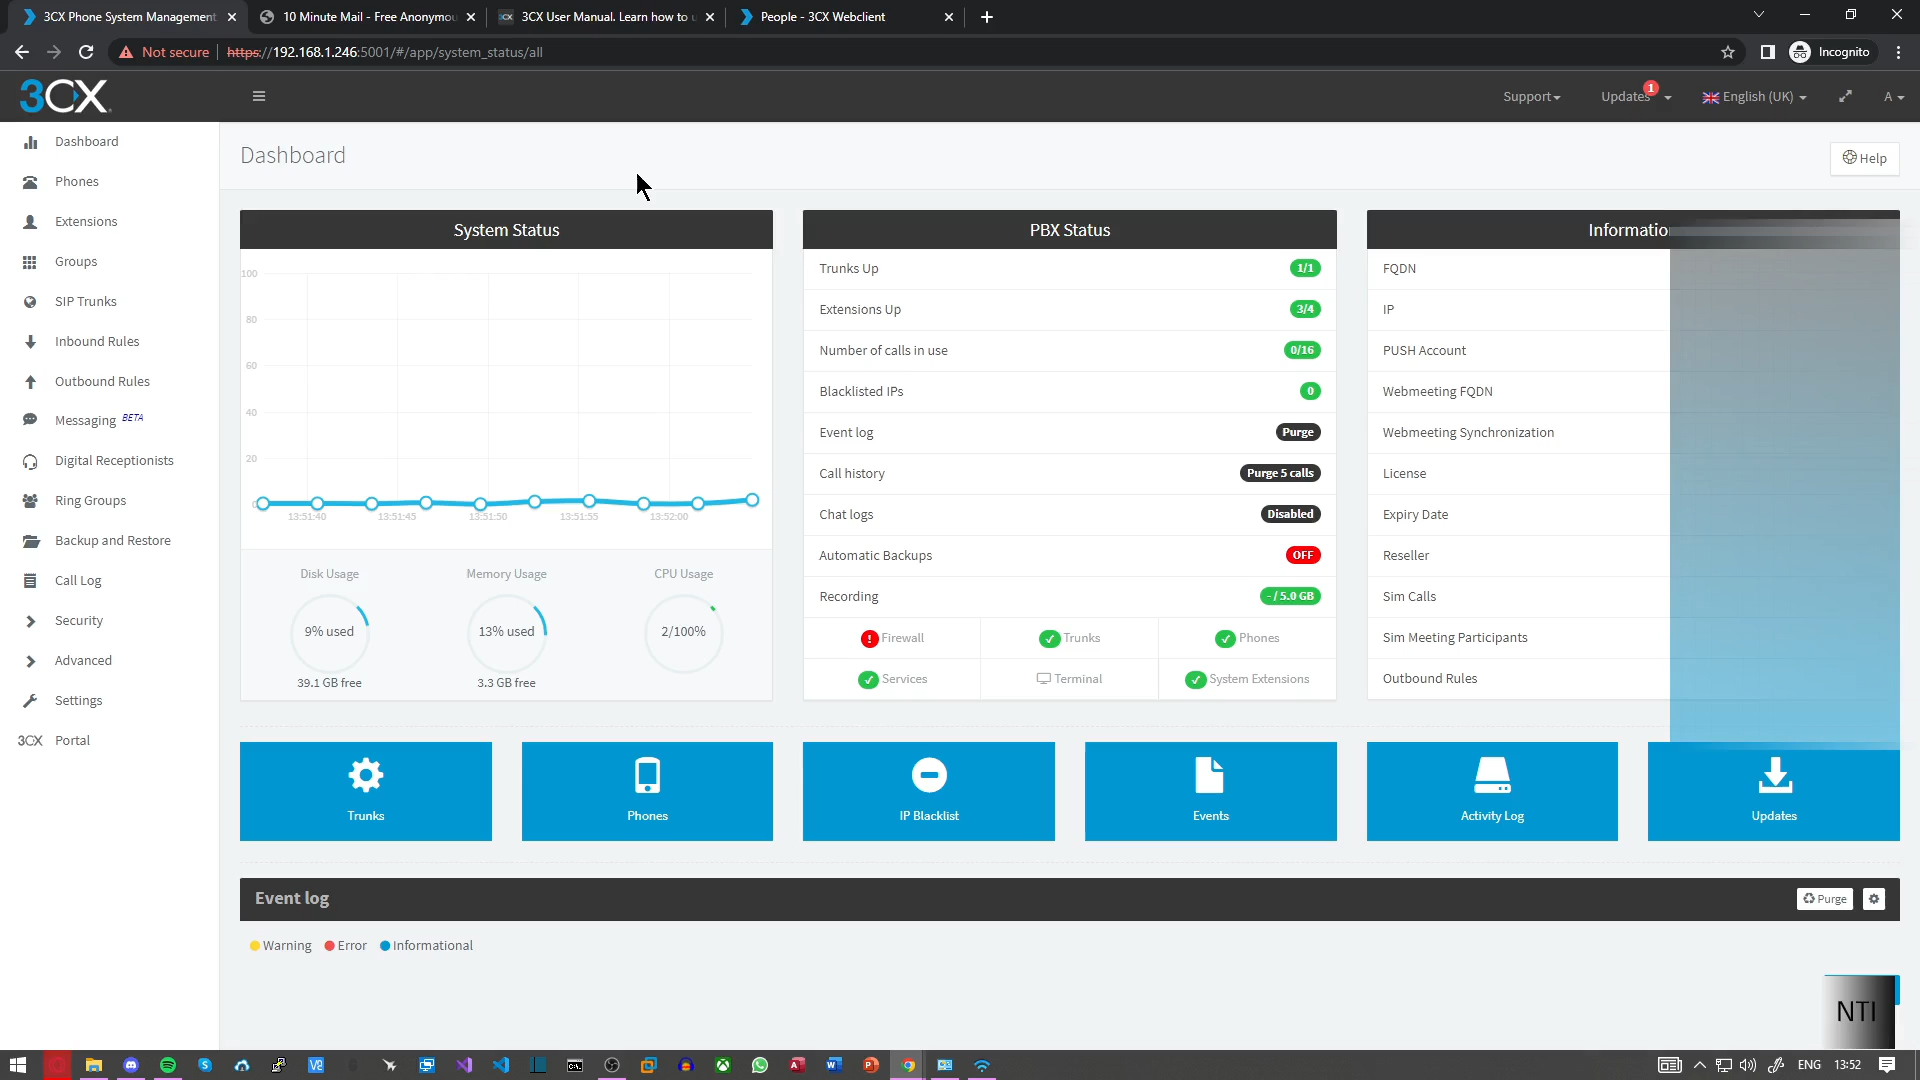 3CX Phone System Management
10 Minute Mail - Free Anonymou
3CX User Manual. Learn how to u
People - 3CX Webclient
Not secure
https://192.168.1.246:5001/#/app/system_status/all
Incognito
3CX
Support
Updates
1
English (UK)
A
Dashboard
Phones
Extensions
Groups
SIP Trunks
Inbound Rules
Outbound Rules
Messaging BETA
Digital Receptionists
Ring Groups
Backup and Restore
Call Log
Security
Advanced
Settings
3CX Portal
Dashboard
Help
System Status
100
80
60
40
20
0
13:51:40 13:51:45 13:51:50 13:51:55 13:52:00
Disk Usage
9% used
39.1 GB free
Memory Usage
13% used
3.3 GB free
CPU Usage
2/100%
PBX Status
Trunks Up 1/1
Extensions Up 3/4
Number of calls in use 0/16
Blacklisted IPs 0
Event log Purge
Call history Purge 5 calls
Chat logs Disabled
Automatic Backups OFF
Recording - / 5.0 GB
Firewall Trunks Phones
Services Terminal System Extensions
FQDN
IP
PUSH Account
Webmeeting FQDN
Webmeeting Synchronization
License
Expiry Date
Reseller
Sim Calls
Sim Meeting Participants
Outbound Rules
Trunks
Phones
IP Blacklist
Events
Activity Log
Updates
Event log
Purge
Warning Error Informational
NTI
ENG 13:52